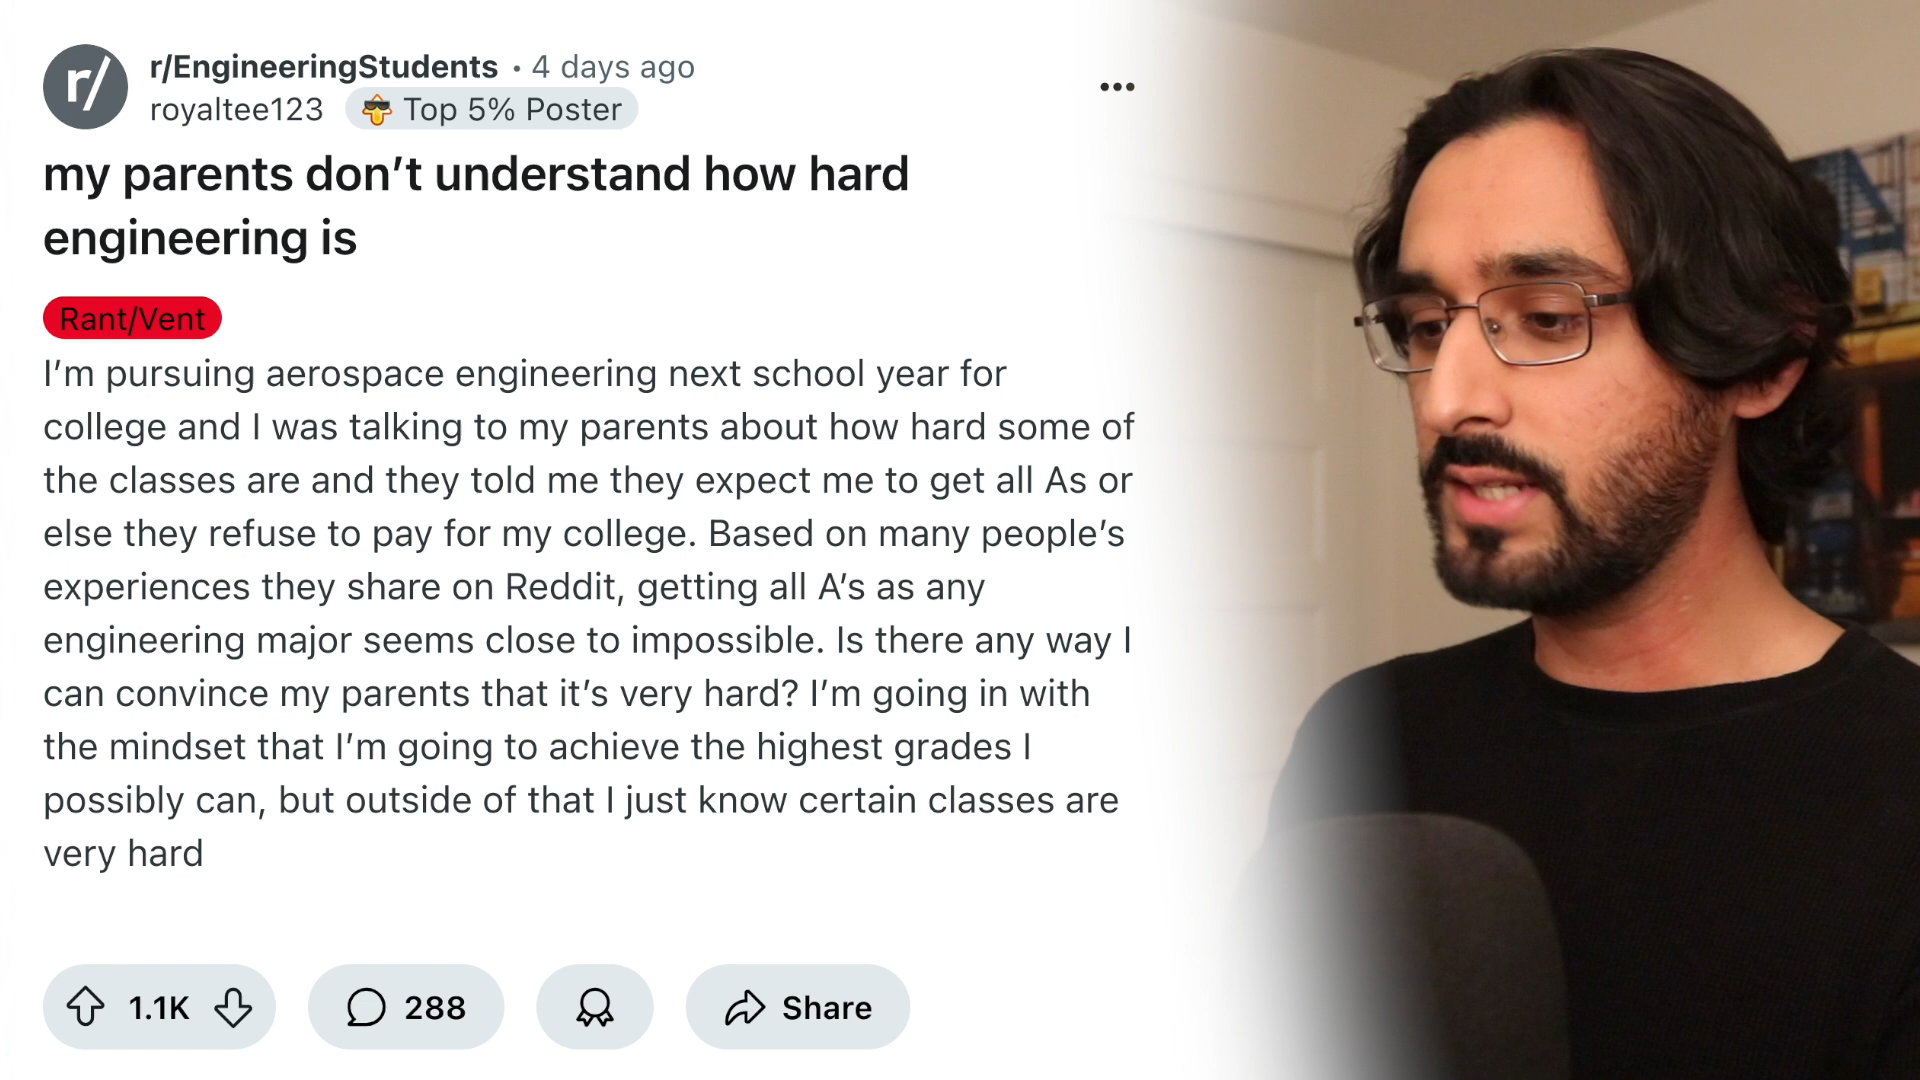 r/
r/EngineeringStudents • 4 days ago
royaltee123 Top 5% Poster
my parents don’t understand how hard
engineering is
Rant/Vent
I’m pursuing aerospace engineering next school year for
college and I was talking to my parents about how hard some of
the classes are and they told me they expect me to get all As or
else they refuse to pay for my college. Based on many people’s
experiences they share on Reddit, getting all A’s as any
engineering major seems close to impossible. Is there any way I
can convince my parents that it’s very hard? I’m going in with
the mindset that I’m going to achieve the highest grades I
possibly can, but outside of that I just know certain classes are
very hard
1.1K 288 Share